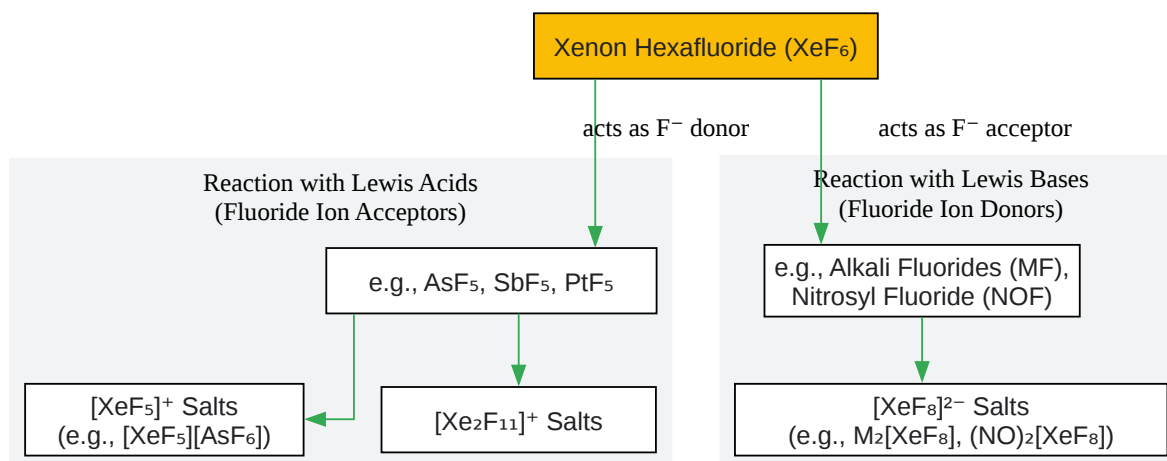 Xenon Hexafluoride (XeF₆)
acts as F⁻ donor
acts as F⁻ acceptor
Reaction with Lewis Acids
(Fluoride Ion Acceptors)
Reaction with Lewis Bases
(Fluoride Ion Donors)
e.g., AsF₅, SbF₅, PtF₅
e.g., Alkali Fluorides (MF),
Nitrosyl Fluoride (NOF)
[XeF₅]⁺ Salts
(e.g., [XeF₅][AsF₆])
[Xe₂F₁₁]⁺ Salts
[XeF₈]²⁻ Salts
(e.g., M₂[XeF₈], (NO)₂[XeF₈])